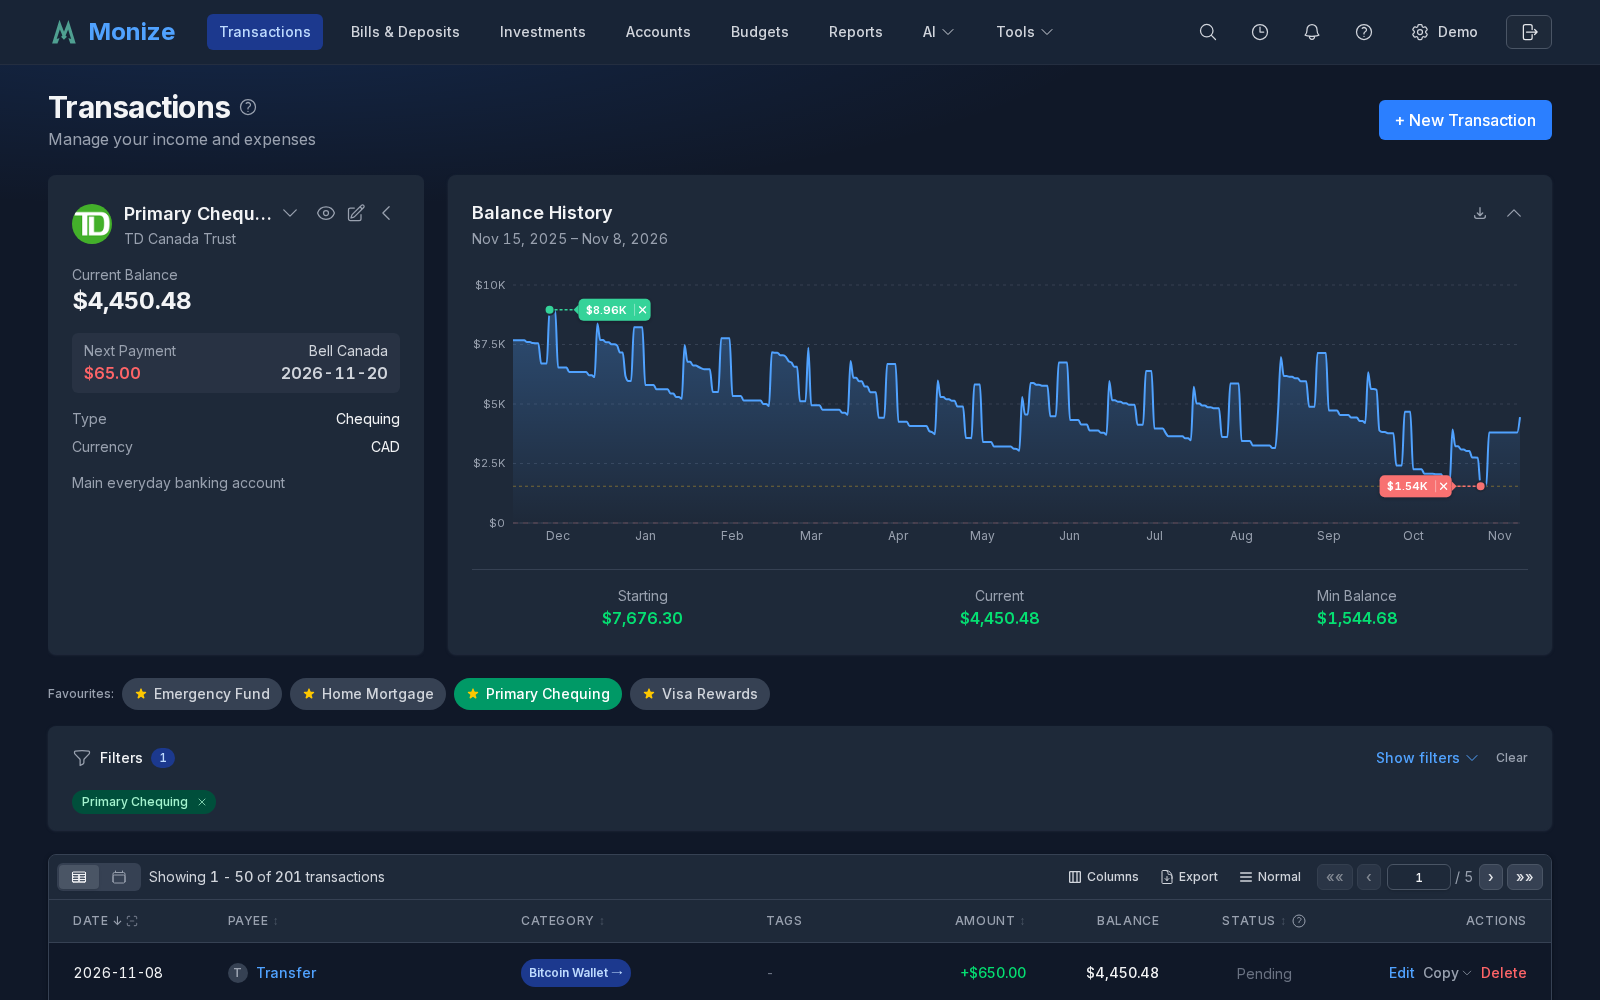 Monize
Transactions
Bills & Deposits
Investments
Accounts
Budgets
Reports
AI
Tools
Demo
Transactions
Manage your income and expenses
+ New Transaction
TD
Primary Chequ...
TD Canada Trust
Current Balance
$4,450.48
Next Payment
Bell Canada
$65.00
2026-11-20
Type
Chequing
Currency
CAD
Main everyday banking account
Balance History
Nov 15, 2025 – Nov 8, 2026
$10K
$8.96K
$7.5K
$5K
$2.5K
$1.54K
$0
Dec
Jan
Feb
Mar
Apr
May
Jun
Jul
Aug
Sep
Oct
Nov
Starting
$7,676.30
Current
$4,450.48
Min Balance
$1,544.68
Favourites:
Emergency Fund
Home Mortgage
Primary Chequing
Visa Rewards
Filters
1
Show filters
Clear
Primary Chequing
Showing 1 - 50 of 201 transactions
Columns
Export
Normal
««
‹
1
/ 5
›
»»
DATE ↓
PAYEE
CATEGORY
TAGS
AMOUNT
BALANCE
STATUS
ACTIONS
2026-11-08
T
Transfer
Bitcoin Wallet →
-
+$650.00
$4,450.48
Pending
Edit
Copy
Delete